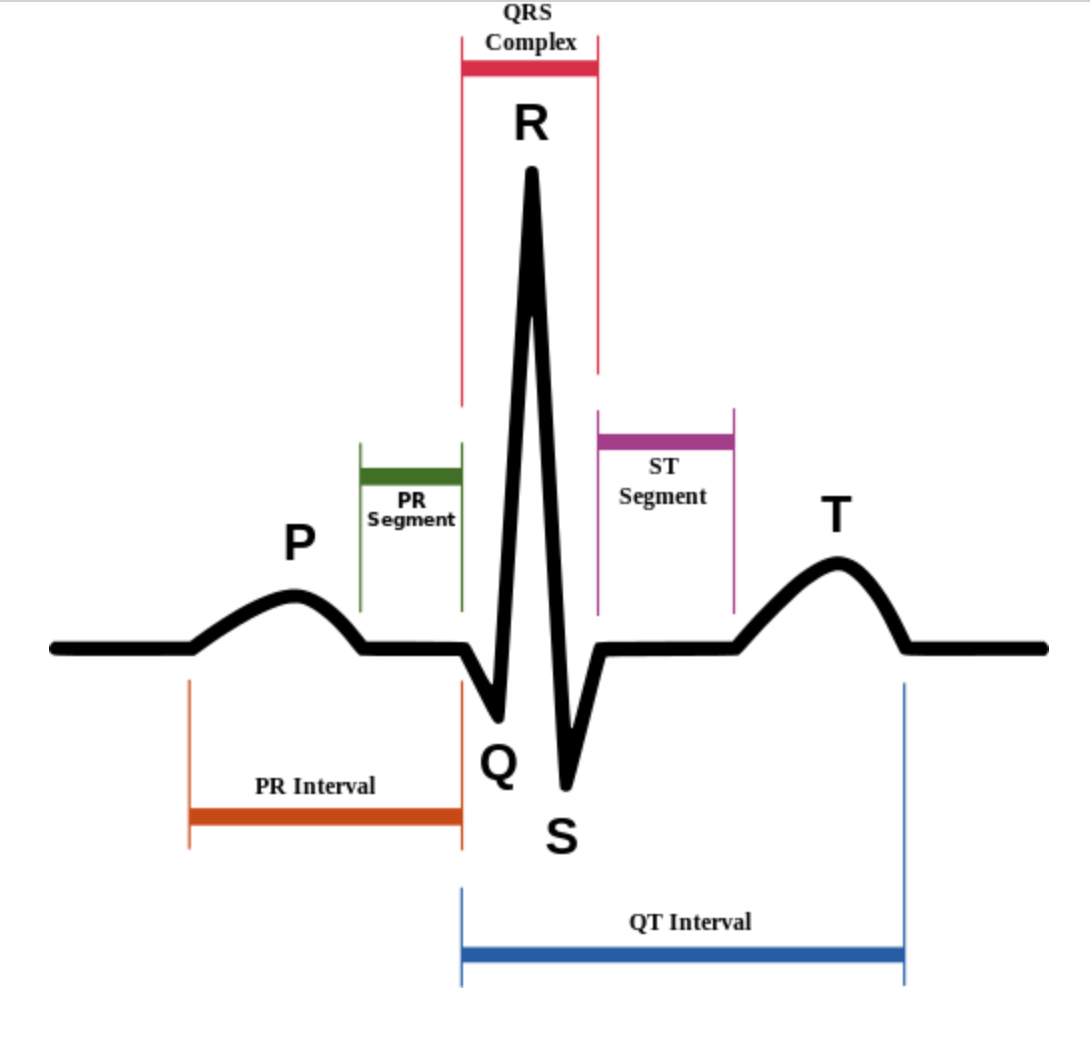 QRS
Complex
R
PR
Segment
ST
Segment
P
T
Q
PR Interval
S
QT Interval